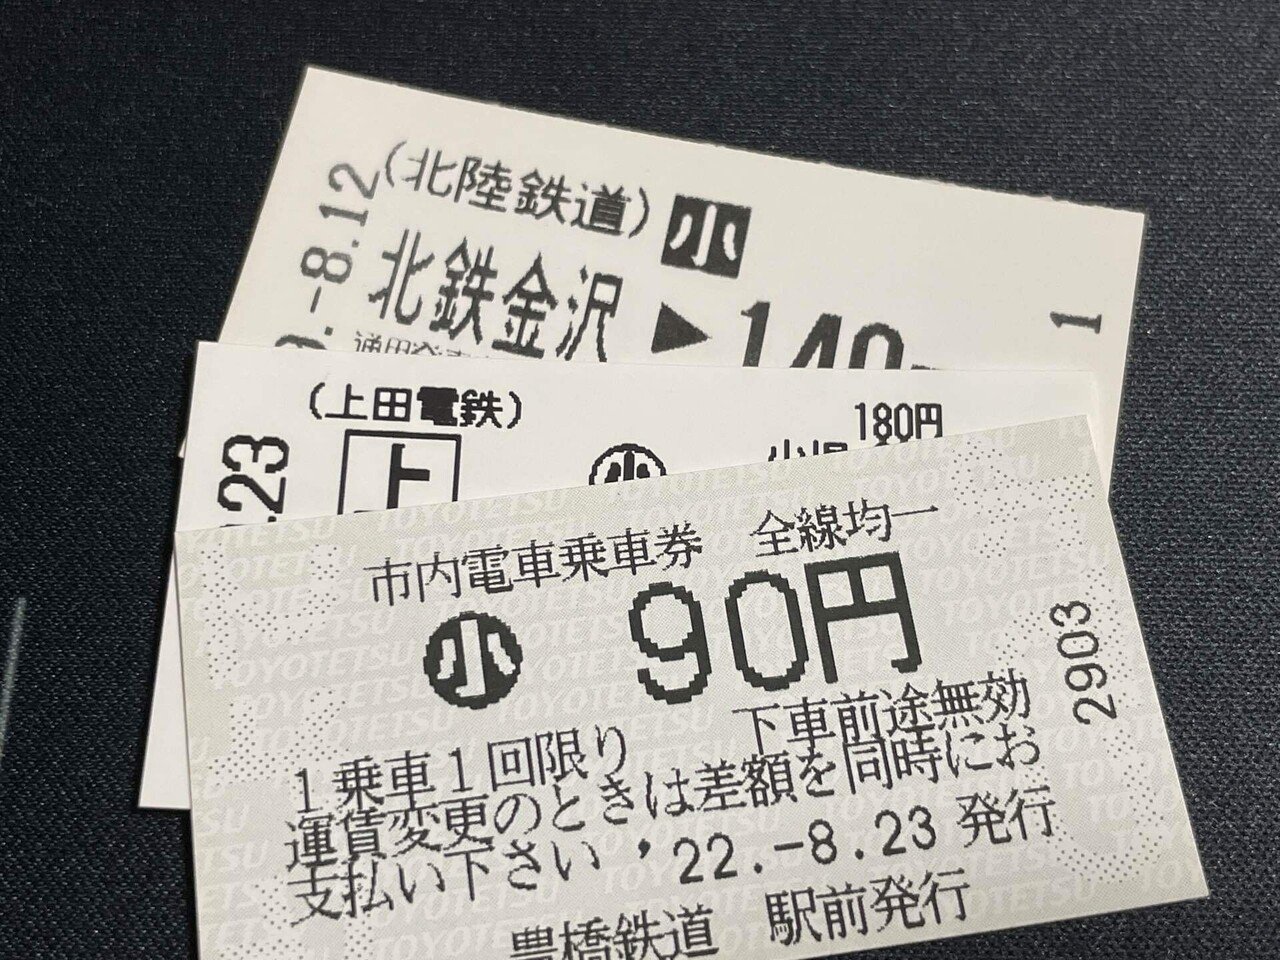 (北陸鉄道) 小
北鉄金沢 ▶ 140
-8.12
1
(上田電鉄)
上
小
180円
.23
市内電車乗車券 全線均一
小 90円
下車前途無効
1乗車1回限り
運賃変更のときは差額を同時にお
支払い下さい
'22.-8.23 発行
豊橋鉄道 駅前発行
2903
TOYOTETSU